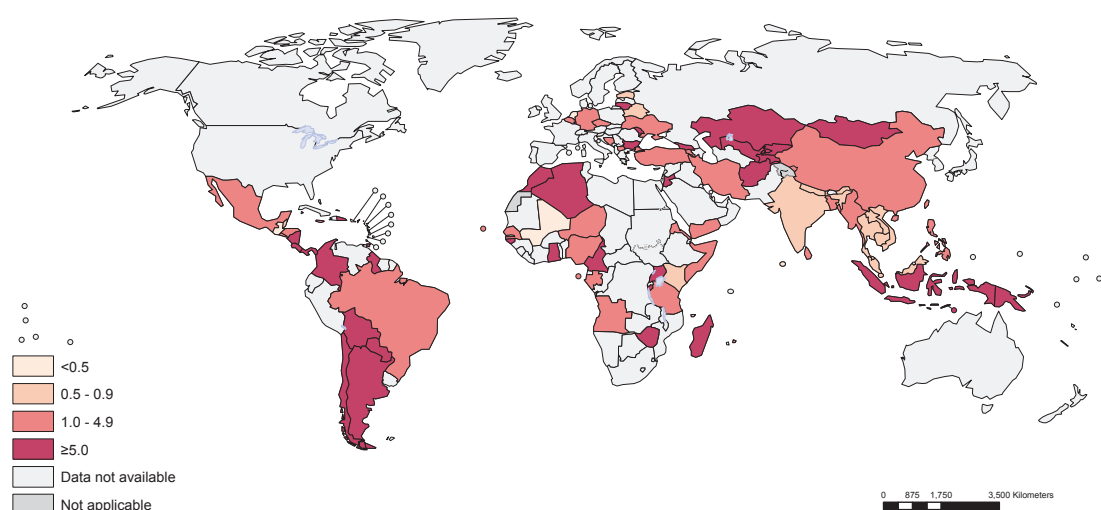 <0.5
0.5 - 0.9
1.0 - 4.9
≥5.0
Data not available
Not applicable
0 875 1,750 3,500 Kilometers